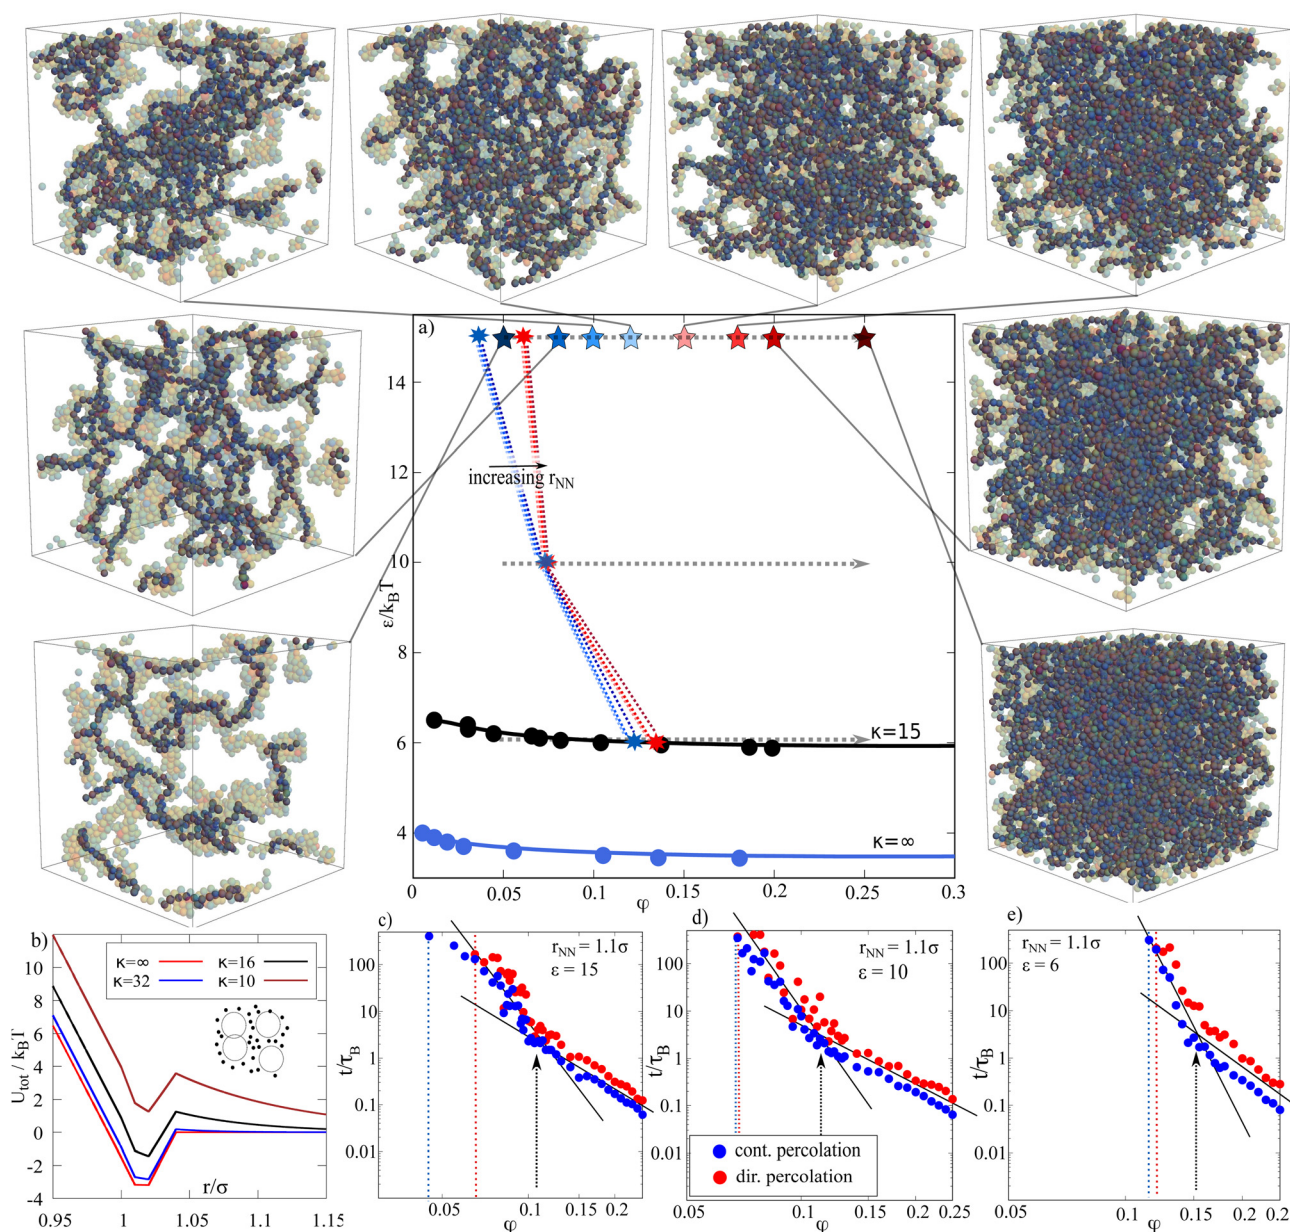 a)
14
12
10
8
6
4
ε/k_BT
increasing r_NN
κ=15
κ=∞
0
0.05
0.1
0.15
0.2
0.25
0.3
φ
b)
κ=∞
κ=16
κ=32
κ=10
10
8
6
4
2
0
-2
-4
U_tot / k_BT
r/σ
0.95
1
1.05
1.1
1.15
c)
r_NN = 1.1σ
ε = 15
100
10
1
0.1
0.01
t/τ_B
0.05
0.1
0.2
φ
d)
r_NN = 1.1σ
ε = 10
100
10
1
0.1
0.01
t/τ_B
cont. percolation
dir. percolation
0.05
0.1
0.15
0.2
0.25
φ
e)
r_NN = 1.1σ
ε = 6
100
10
1
0.1
0.01
t/τ_B
0.05
0.1
0.2
0.2
φ